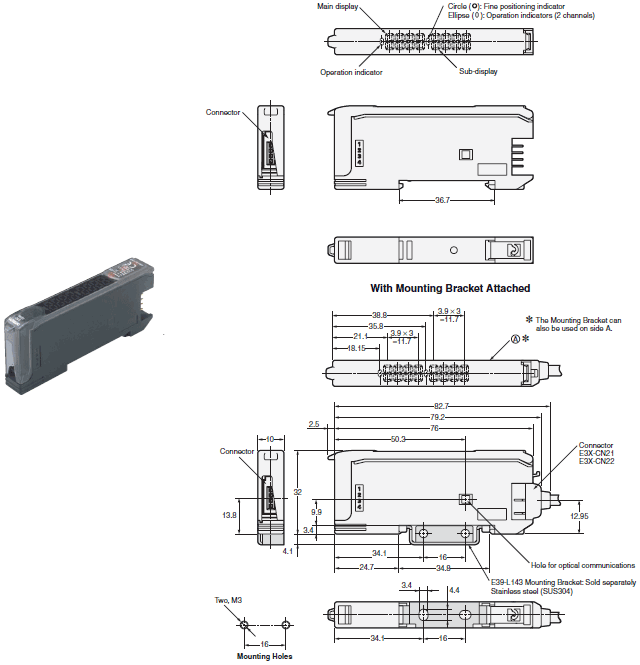 Main display
Circle (O): Fine positioning indicator
Ellipse (0): Operation indicators (2 channels)
Operation indicator
Sub-display
Connector
1
2
3
4
36.7
With Mounting Bracket Attached
38.8
3.9 × 3
=11.7
35.8
21.1
3.9 × 3
=11.7
18.15
A *
* The Mounting Bracket can
also be used on side A.
82.7
79.2
2.5
76
10
50.3
Connector
Connector
E3X-CN21
E3X-CN22
1
2
3
4
32
13.8
9.9
12.95
3.4
4.1
34.1
16
24.7
34.8
Hole for optical communications
E39-L143 Mounting Bracket: Sold separately
Stainless steel (SUS304)
3.4
4.4
Two, M3
16
34.1
16
Mounting Holes